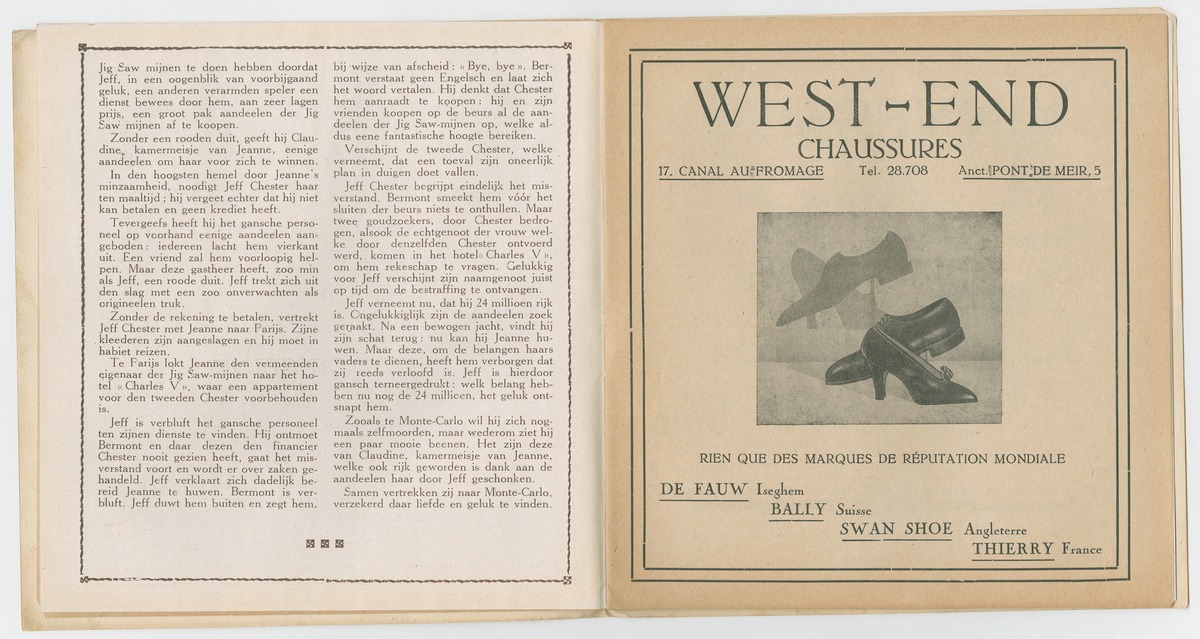 Jig Saw mijnen te doen hebben doordat
Jeff, in een oogenblik van voorbijgaand
geluk, een anderen verarmden speler een
dienst bewees door hem, aan zeer lagen
prijs, een groot pak aandeelen der Jig
Saw mijnen af te koopen.
Zonder een rooden duit, geeft hij Clau-
dine, kamermeisje van Jeanne, eenige
aandeelen om haar voor zich te winnen.
In den hoogsten hemel door Jeanne's
minzaamheid, noodigt Jeff Chester haar
ten maaltijd ; hij vergeet echter dat hij niet
kan betalen en geen krediet heeft.
Tevergeefs heeft hij het gansche perso-
neel op voorhand eenige aandeelen aan-
geboden : iedereen lacht hem vierkant
uit. Een vriend zal hem voorloopig hel-
pen. Maar deze gastheer heeft, zoo min
als Jeff, een roode duit. Jeff trekt zich uit
den slag met een zoo onverwachten als
origineelen truk.
Zonder de rekening te betalen, vertrekt
Jeff Chester met Jeanne naar Farijs. Zijne
kleederen zijn aangeslagen en hij moet in
habiet reizen.
Te Farijs lokt Jeanne den vermeenden
eigenaar der Jig Saw-mijnen naar het ho-
tel « Charles V », waar een appartement
voor den tweeden Chester voorbehouden
is.
Jeff is verbluft het gansche personeel
ten zijnen dienste te vinden. Hij ontmoet
Bermont en daar dezen den financier
Chester nooit gezien heeft, gaat het mis-
verstand voort en wordt er over zaken ge-
handeld. Jeff verklaart zich dadelijk be-
reid Jeanne te huwen. Bermont is ver-
bluft. Jeff duwt hem buiten en zegt hem,
bij wijze van afscheid : « Bye, bye ». Ber-
mont verstaat geen Engelsch en laat zich
het woord vertalen. Hij denkt dat Chester
hem aanraadt te koopen : hij en zijn
vrienden koopen op de beurs al de aan-
deelen der Jig Saw-mijnen op, welke al-
dus eene fantastische hoogte bereiken.
Verschijnt de tweede Chester, welke
verneemt, dat een toeval zijn oneerlijk
plan in duigen doet vallen.
Jeff Chester begrijpt eindelijk het mis-
verstand. Bermont smeekt hem vóór het
sluiten der beurs niets te onthullen. Maar
twee goudzoekers, door Chester bedro-
gen, alsook de echtgenoot der vrouw wel-
ke door denzelfden Chester ontvoerd
werd, komen in het hotel« Charles V »,
om hem rekeschap te vragen. Gelukkig
voor Jeff verschijnt zijn naamgenoot juist
op tijd om de bestraffing te ontvangen.
Jeff verneemt nu, dat hij 24 millioen rijk
is. Ongelukkiglijk zijn de aandeelen zoek
geraakt. Na een bewogen jacht, vindt hij
zijn schat terug : nu kan hij Jeanne hu-
wen. Maar deze, om de belangen haars
vaders te dienen, heeft hem verborgen dat
zij reeds verloofd is. Jeff is hierdoor
gansch terneergedrukt : welk belang heb-
ben nu nog de 24 millioen, het geluk ont-
snapt hem.
Zooals te Monte-Carlo wil hij zich nog-
maals zelfmoorden, maar wederom ziet hij
een paar mooie beenen. Het zijn deze
van Claudine, kamermeisje van Jeanne,
welke ook rijk geworden is dank aan de
aandeelen haar door Jeff geschonken.
Samen vertrekken zij naar Monte-Carlo,
verzekerd daar liefde en geluk te vinden.
WEST-END
CHAUSSURES
17, CANAL AU FROMAGE Tel. 28.708 Anct. PONT DE MEIR, 5
RIEN QUE DES MARQUES DE RÉPUTATION MONDIALE
DE FAUW Iseghem
BALLY Suisse
SWAN SHOE Angleterre
THIERRY France